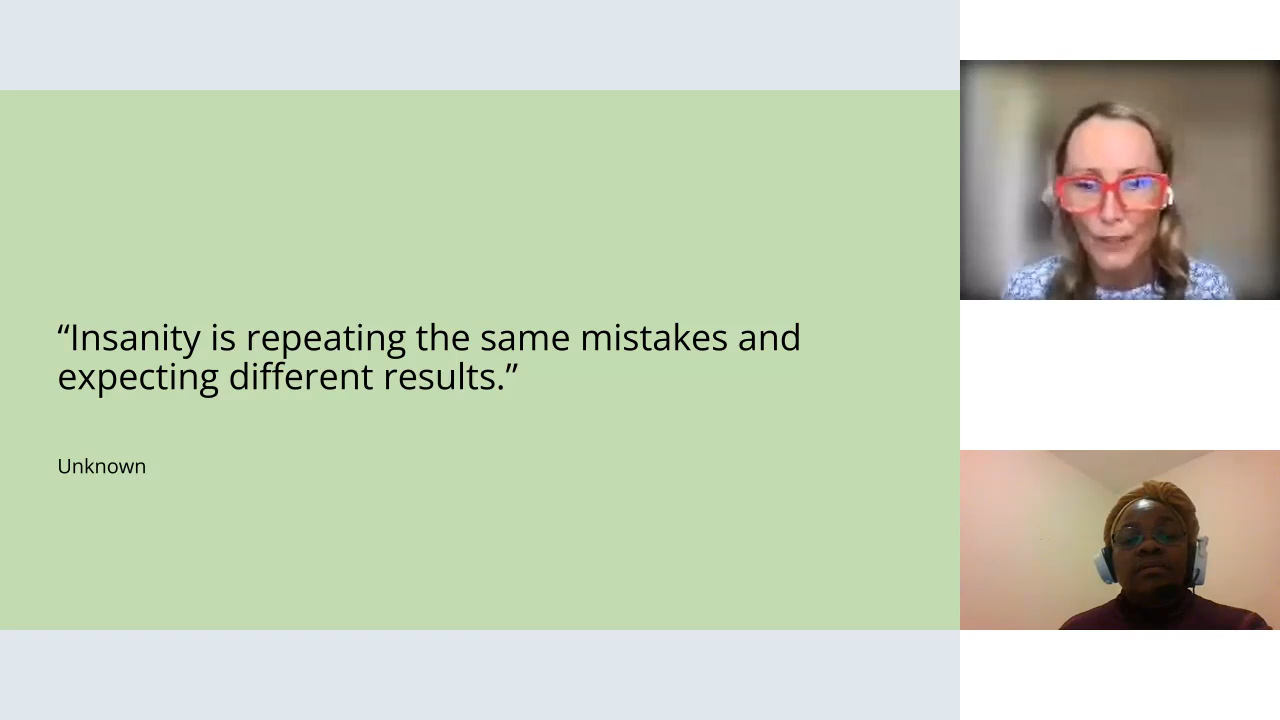 “Insanity is repeating the same mistakes and
expecting different results.”
Unknown